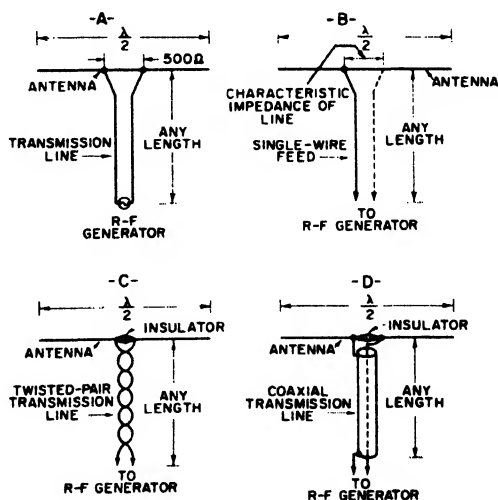 -A-
λ
2
500Ω
ANTENNA
TRANSMISSION
LINE
ANY
LENGTH
R-F
GENERATOR
-B-
λ
2
CHARACTERISTIC
IMPEDANCE OF
LINE
ANTENNA
SINGLE-WIRE
FEED
ANY
LENGTH
TO
R-F GENERATOR
-C-
λ
2
INSULATOR
ANTENNA
TWISTED-PAIR
TRANSMISSION
LINE
ANY
LENGTH
TO
R-F GENERATOR
-D-
λ
2
INSULATOR
ANTENNA
COAXIAL
TRANSMISSION
LINE
ANY
LENGTH
TO
R-F GENERATOR